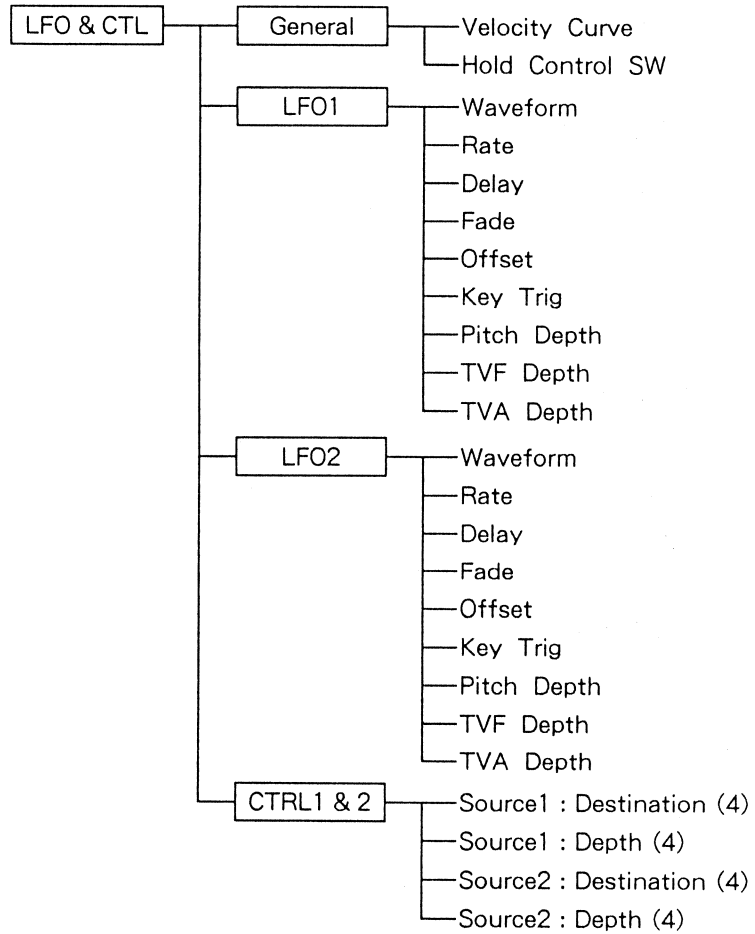 LFO & CTL
General
Velocity Curve
Hold Control SW
LFO1
Waveform
Rate
Delay
Fade
Offset
Key Trig
Pitch Depth
TVF Depth
TVA Depth
LFO2
Waveform
Rate
Delay
Fade
Offset
Key Trig
Pitch Depth
TVF Depth
TVA Depth
CTRL1 & 2
Source1 : Destination (4)
Source1 : Depth (4)
Source2 : Destination (4)
Source2 : Depth (4)